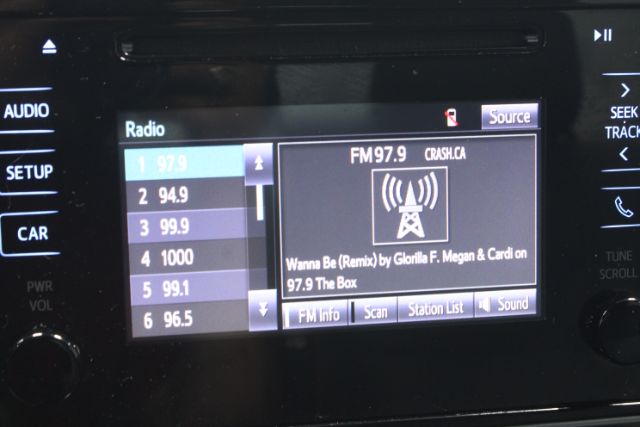 AUDIO
SETUP
CAR
PWR
VOL
Radio
Source
1 97.9
2 94.9
3 99.9
4 1000
5 99.1
6 96.5
FM 97.9 CRASH.CA
Wanna Be (Remix) by Glorilla F. Megan & Cardi on
97.9 The Box
FM Info
Scan
Station List
Sound
SEEK
TRACK
TUNE
SCROLL